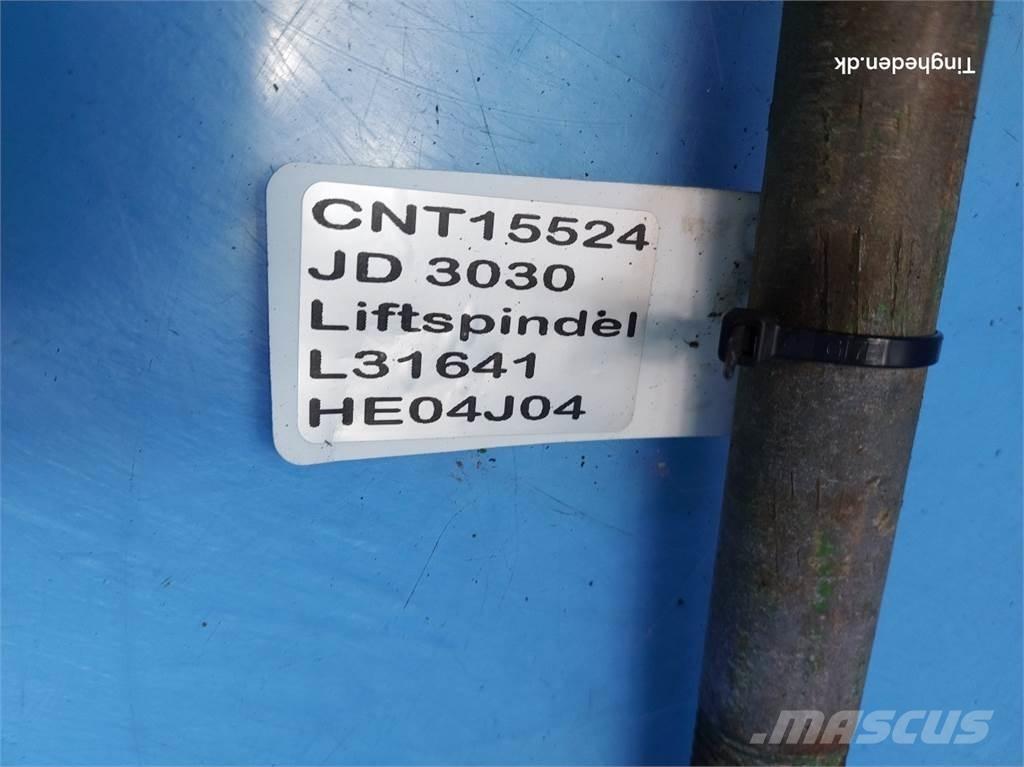 Tingheden.dk
CNT15524
JD 3030
Liftspindel
L31641
HE04J04
MASCUS